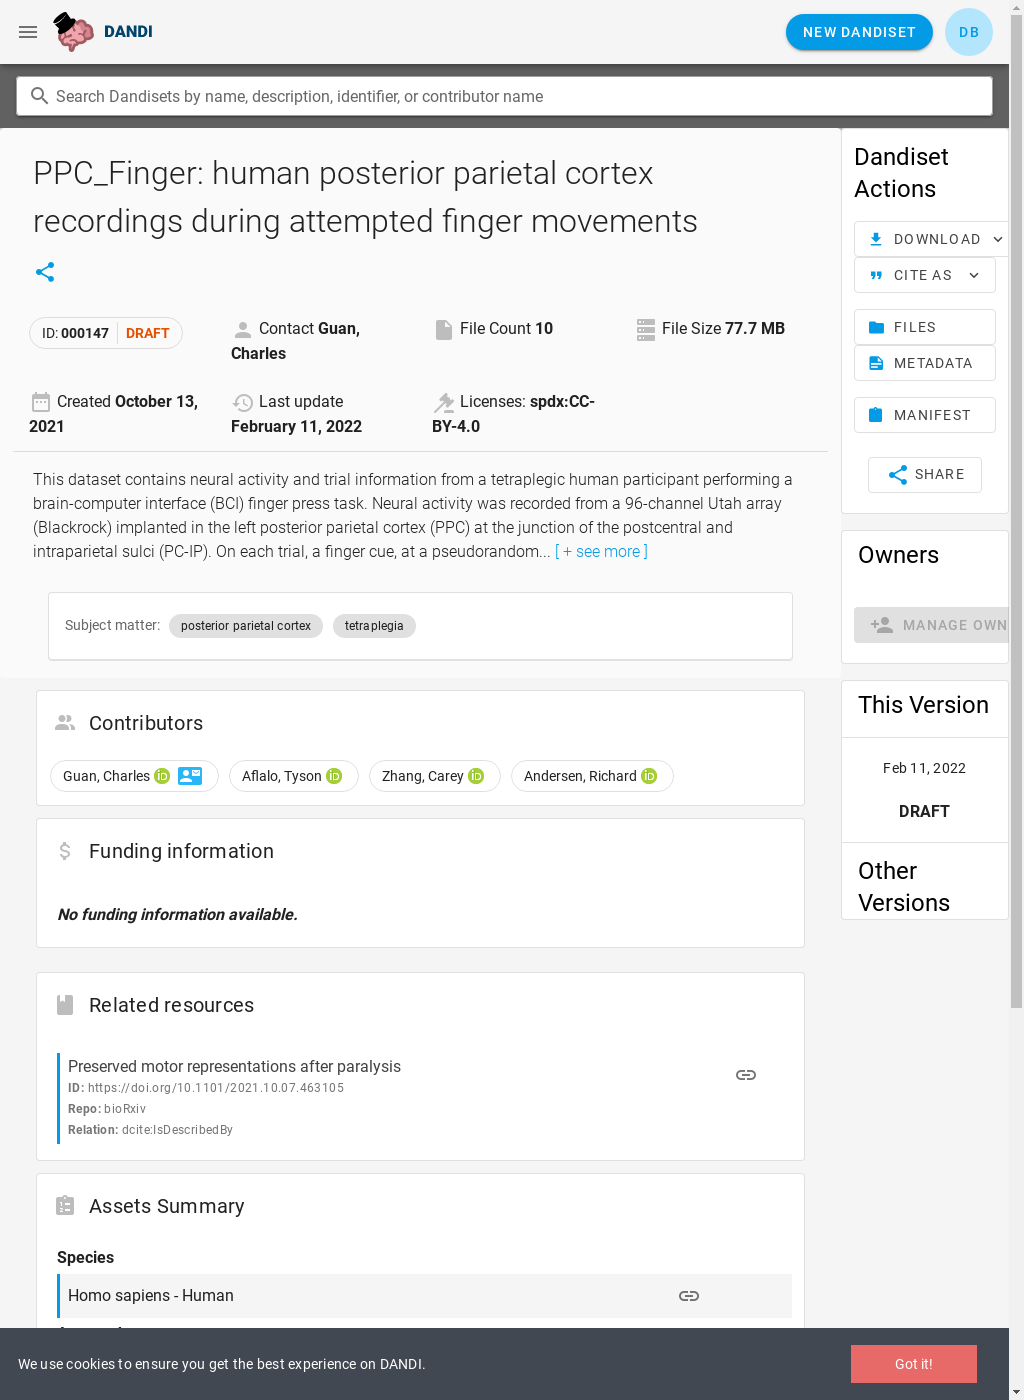 DANDI
NEW DANDISET
DB
Search Dandisets by name, description, identifier, or contributor name
PPC_Finger: human posterior parietal cortex
recordings during attempted finger movements
ID: 000147 DRAFT
Contact Guan,
Charles
File Count 10
File Size 77.7 MB
Created October 13,
2021
Last update
February 11, 2022
Licenses: spdx:CC-
BY-4.0
This dataset contains neural activity and trial information from a tetraplegic human participant performing a
brain-computer interface (BCI) finger press task. Neural activity was recorded from a 96-channel Utah array
(Blackrock) implanted in the left posterior parietal cortex (PPC) at the junction of the postcentral and
intraparietal sulci (PC-IP). On each trial, a finger cue, at a pseudorandom... [ + see more ]
Subject matter: posterior parietal cortex tetraplegia
Contributors
Guan, Charles iD Aflalo, Tyson iD Zhang, Carey iD Andersen, Richard iD
Funding information
No funding information available.
Related resources
Preserved motor representations after paralysis
ID: https://doi.org/10.1101/2021.10.07.463105
Repo: bioRxiv
Relation: dcite:IsDescribedBy
Assets Summary
Species
Homo sapiens - Human
Dandiset
Actions
DOWNLOAD
CITE AS
FILES
METADATA
MANIFEST
SHARE
Owners
MANAGE OWN
This Version
Feb 11, 2022
DRAFT
Other
Versions
We use cookies to ensure you get the best experience on DANDI.
Got it!